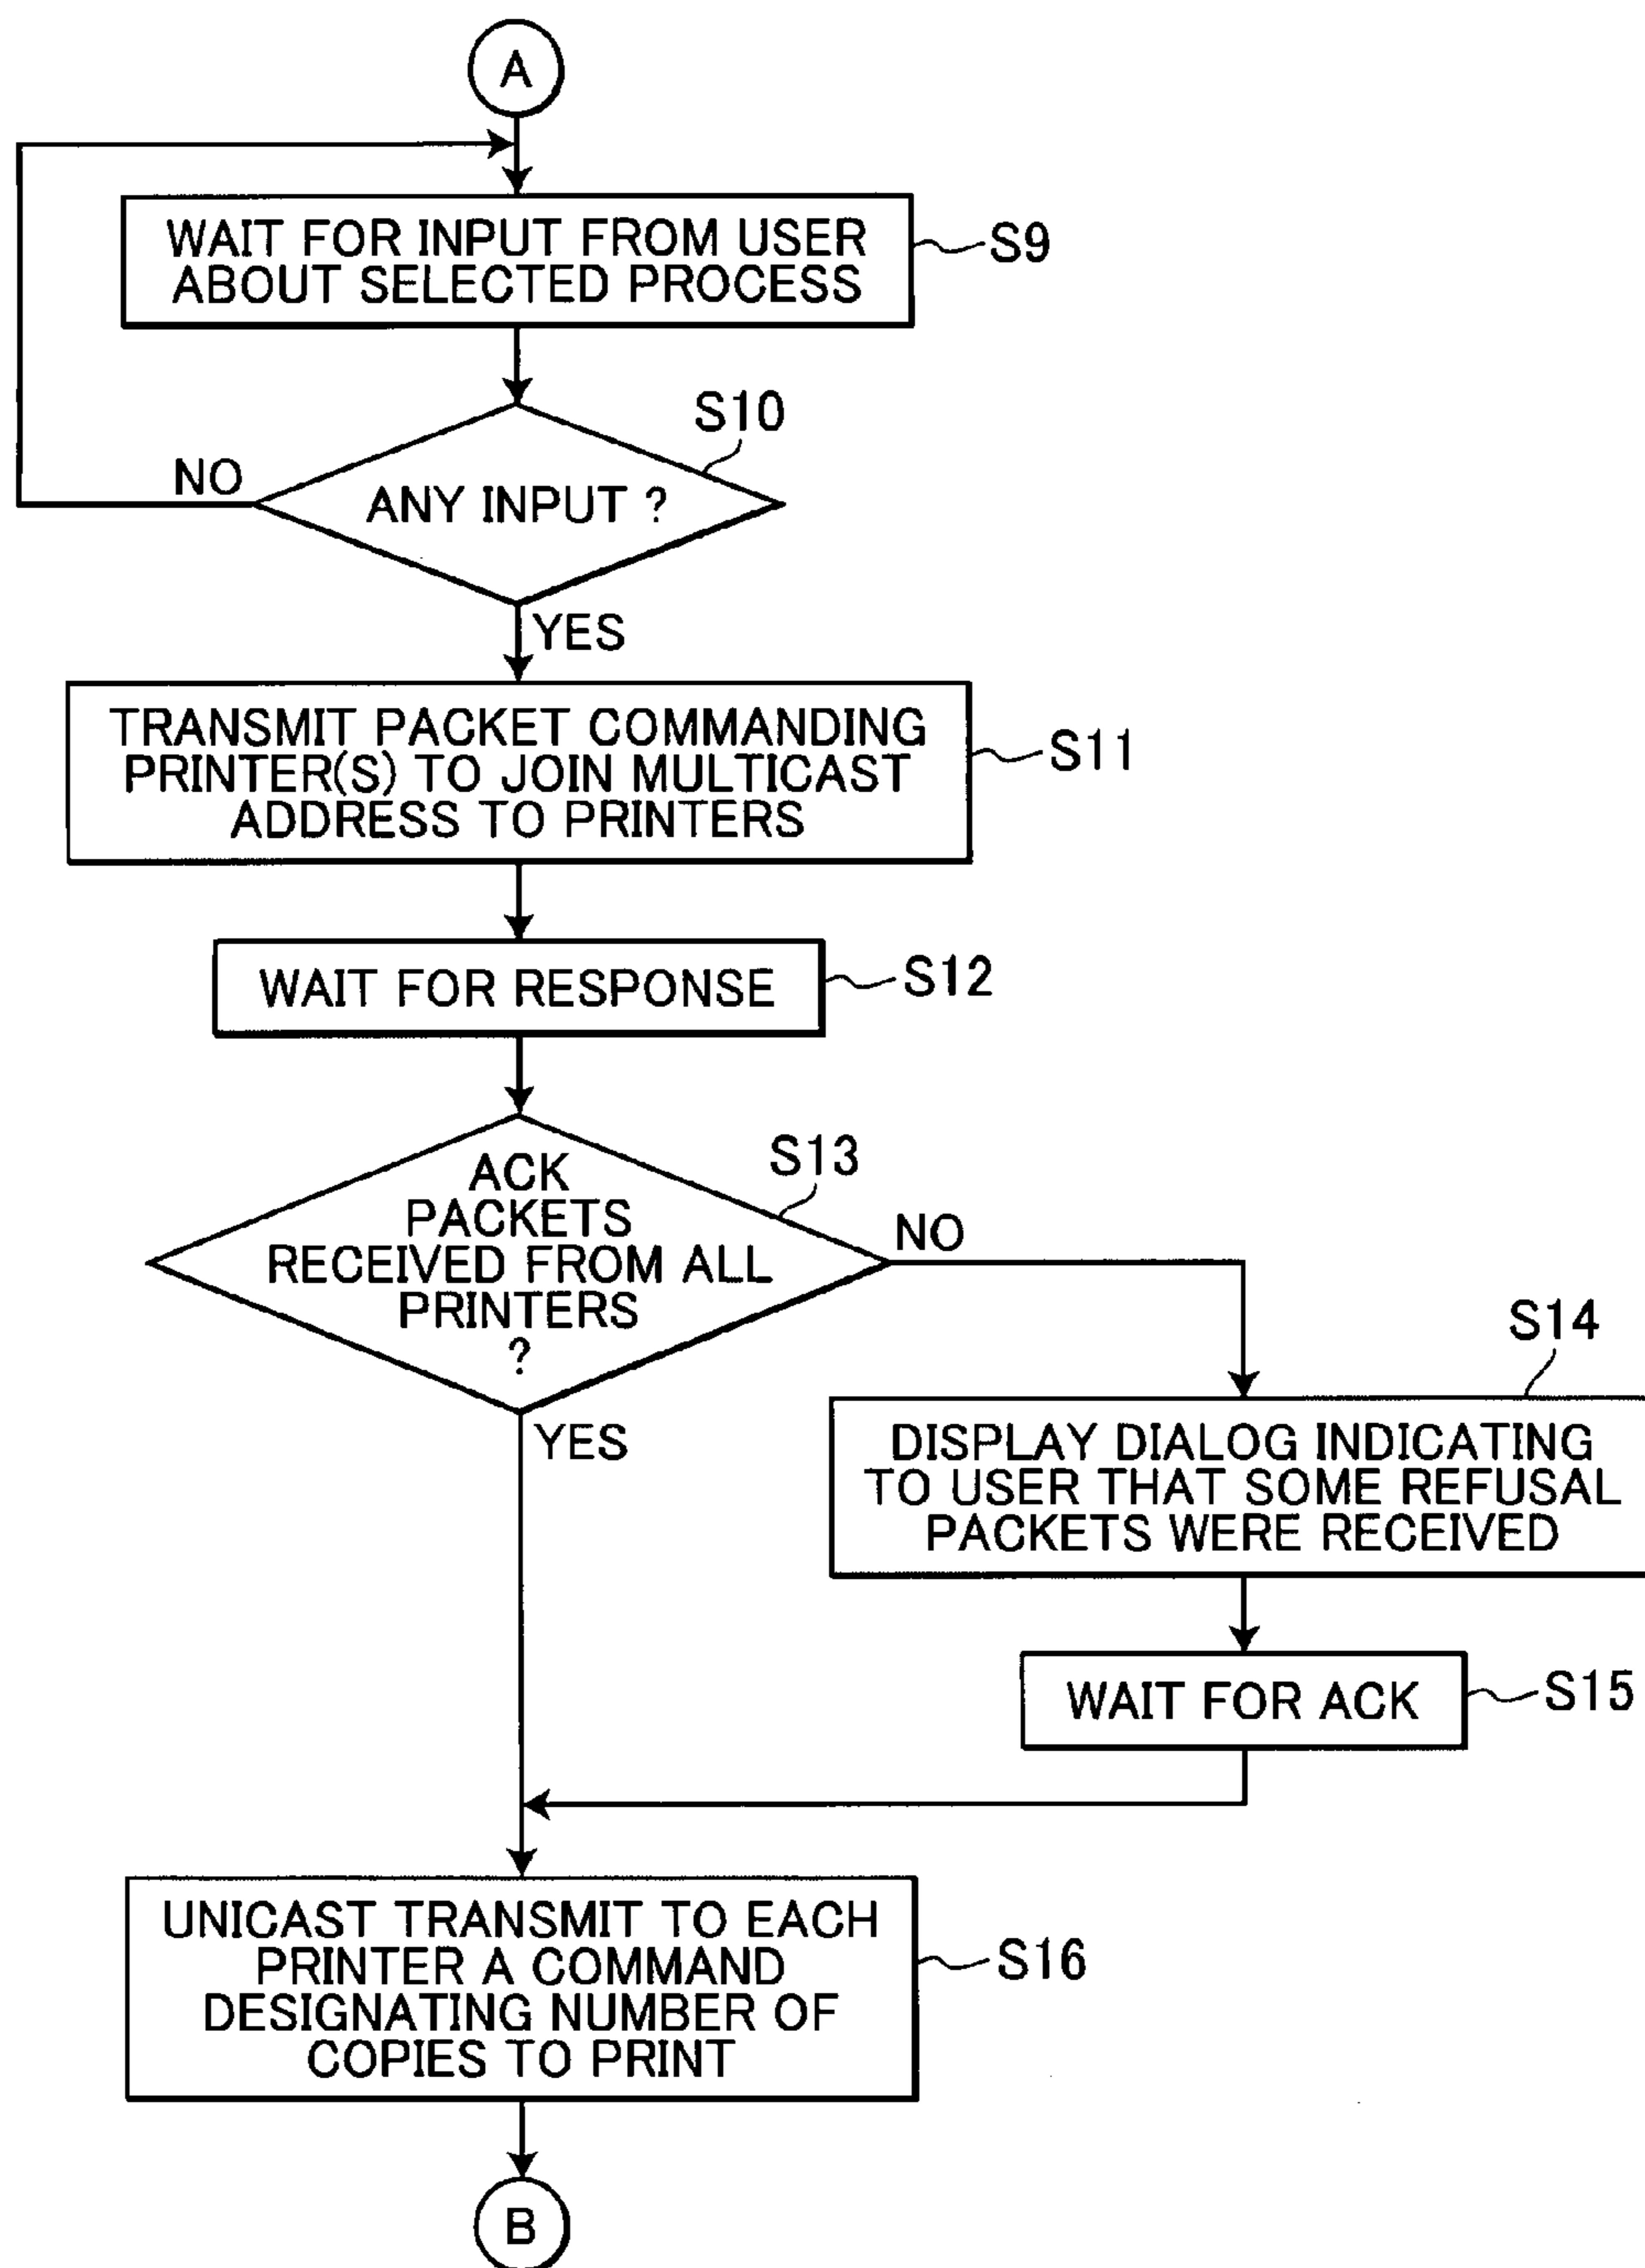 A
WAIT FOR INPUT FROM USER
ABOUT SELECTED PROCESS
S9
S10
NO
ANY INPUT ?
YES
TRANSMIT PACKET COMMANDING
PRINTER(S) TO JOIN MULTICAST
ADDRESS TO PRINTERS
S11
WAIT FOR RESPONSE
S12
S13
ACK
PACKETS
RECEIVED FROM ALL
PRINTERS
?
NO
YES
S14
DISPLAY DIALOG INDICATING
TO USER THAT SOME REFUSAL
PACKETS WERE RECEIVED
WAIT FOR ACK
S15
UNICAST TRANSMIT TO EACH
PRINTER A COMMAND
DESIGNATING NUMBER OF
COPIES TO PRINT
S16
B